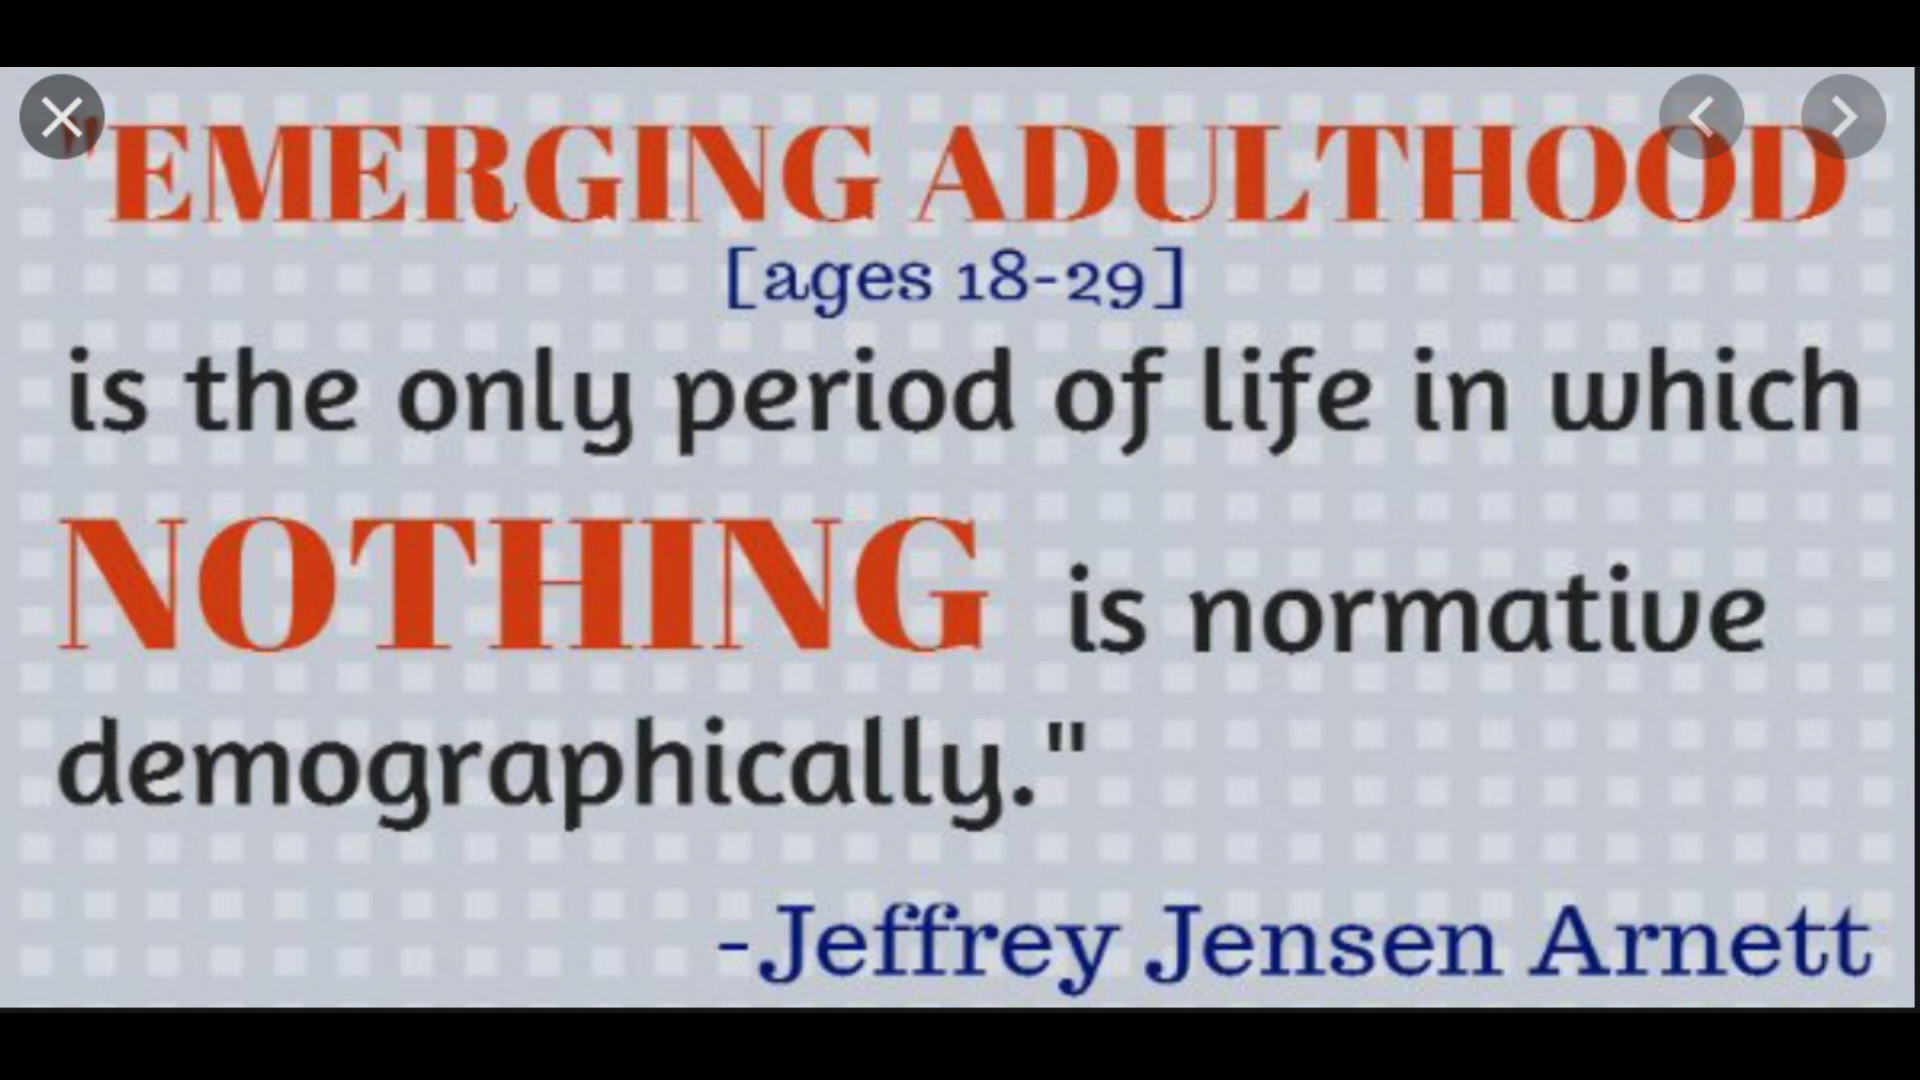 "EMERGING ADULTHOOD
[ages 18-29]
is the only period of life in which
NOTHING is normative
demographically."
-Jeffrey Jensen Arnett